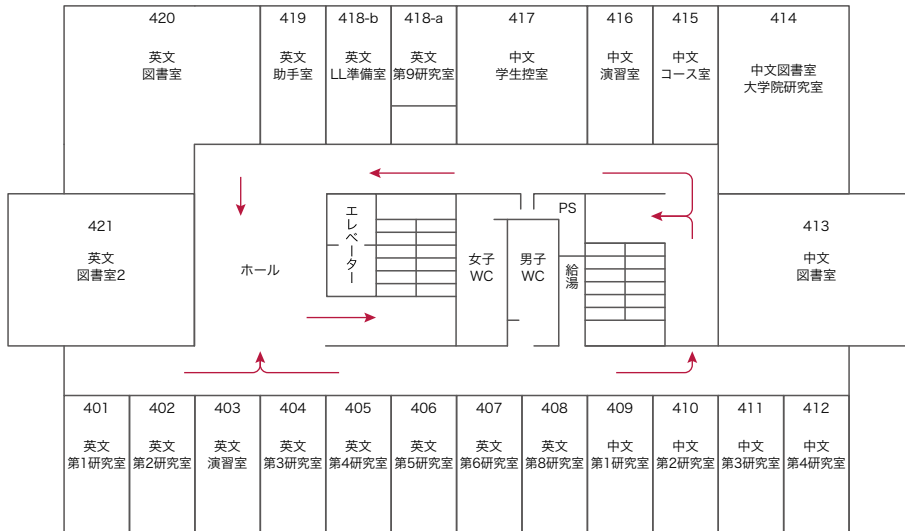 420
英文
図書室
419
英文
助手室
418-b
英文
LL準備室
418-a
英文
第9研究室
417
中文
学生控室
416
中文
演習室
415
中文
コース室
414
中文図書室
大学院研究室
421
英文
図書室2
ホール
エレベーター
女子
WC
男子
WC
PS
給湯
413
中文
図書室
401
英文
第1研究室
402
英文
第2研究室
403
英文
演習室
404
英文
第3研究室
405
英文
第4研究室
406
英文
第5研究室
407
英文
第6研究室
408
英文
第8研究室
409
中文
第1研究室
410
中文
第2研究室
411
中文
第3研究室
412
中文
第4研究室